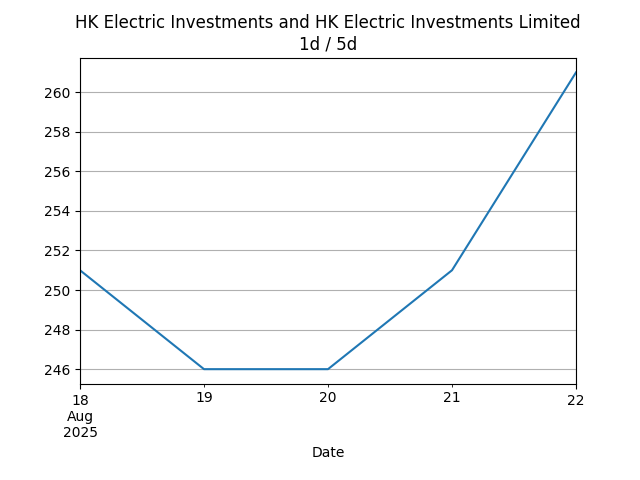 HK Electric Investments and HK Electric Investments Limited
1d / 5d
260
258
256
254
252
250
248
246
18 19 20 21 22
Aug
2025
Date